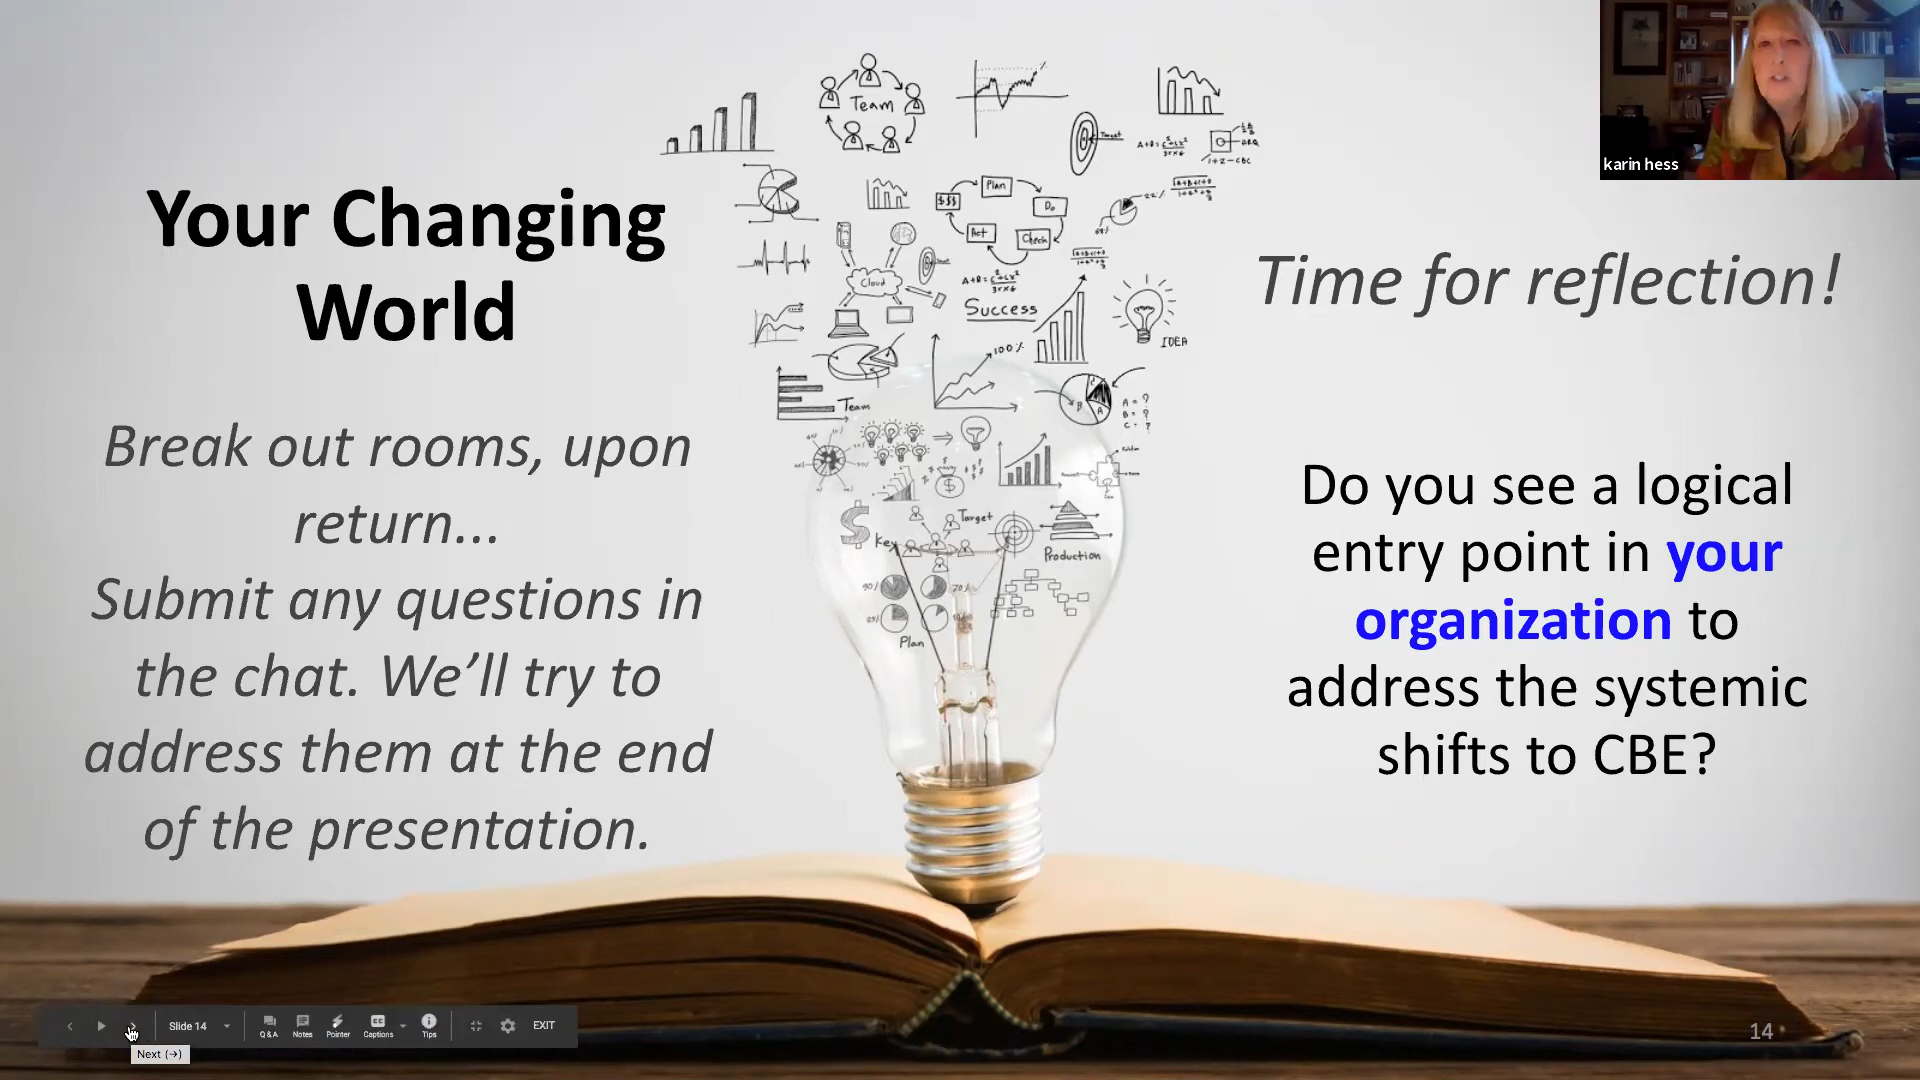 karin hess
Your Changing
World
Time for reflection!
Break out rooms, upon
return...
Submit any questions in
the chat. We’ll try to
address them at the end
of the presentation.
Do you see a logical
entry point in your
organization to
address the systemic
shifts to CBE?
Team
Target
Plan
$$$
Do
Act
Check
Cloud
Success
IDEA
100%
Team
Target
Key
Production
Plan
Slide 14
Q&A
Notes
Pointer
Captions
Tips
EXIT
Next (→)
14